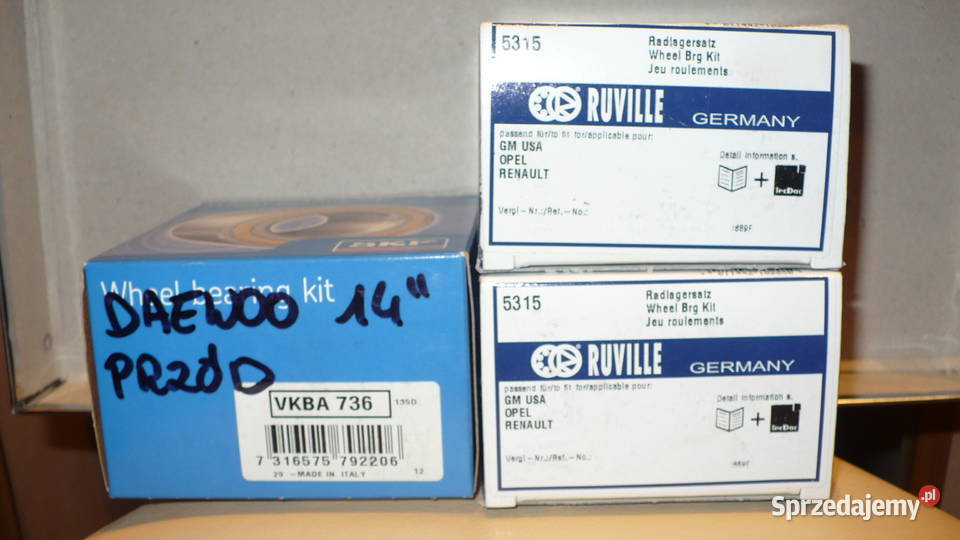 SKF
Wheel bearing kit
DAEWOO 14"
PRZÓD
VKBA 736
135D
7 316575 792206
29 -MADE IN ITALY
12
5315
Radlagersatz
Wheel Brg Kit
Jeu roulements
RUVILLE GERMANY
passend für/to fit for/applicable pour:
GM USA
OPEL
RENAULT
Detail Information s.
+
TecDoc
Vergl-Nr.:/Ref.-No.:
5315
Radlagersatz
Wheel Brg Kit
Jeu roulements
RUVILLE GERMANY
passend für/to fit for/applicable pour:
GM USA
OPEL
RENAULT
Detail Information s.
+
TecDoc
Vergl-Nr.:/Ref.-No.:
Sprzedajemy.pl